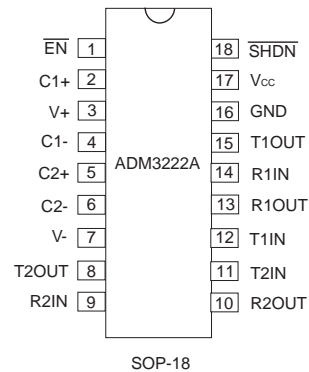 EN 1 18 SHDN
C1+ 2 17 Vcc
V+ 3 16 GND
C1- 4 15 T1OUT
C2+ 5 ADM3222A 14 R1IN
C2- 6 13 R1OUT
V- 7 12 T1IN
T2OUT 8 11 T2IN
R2IN 9 10 R2OUT
SOP-18